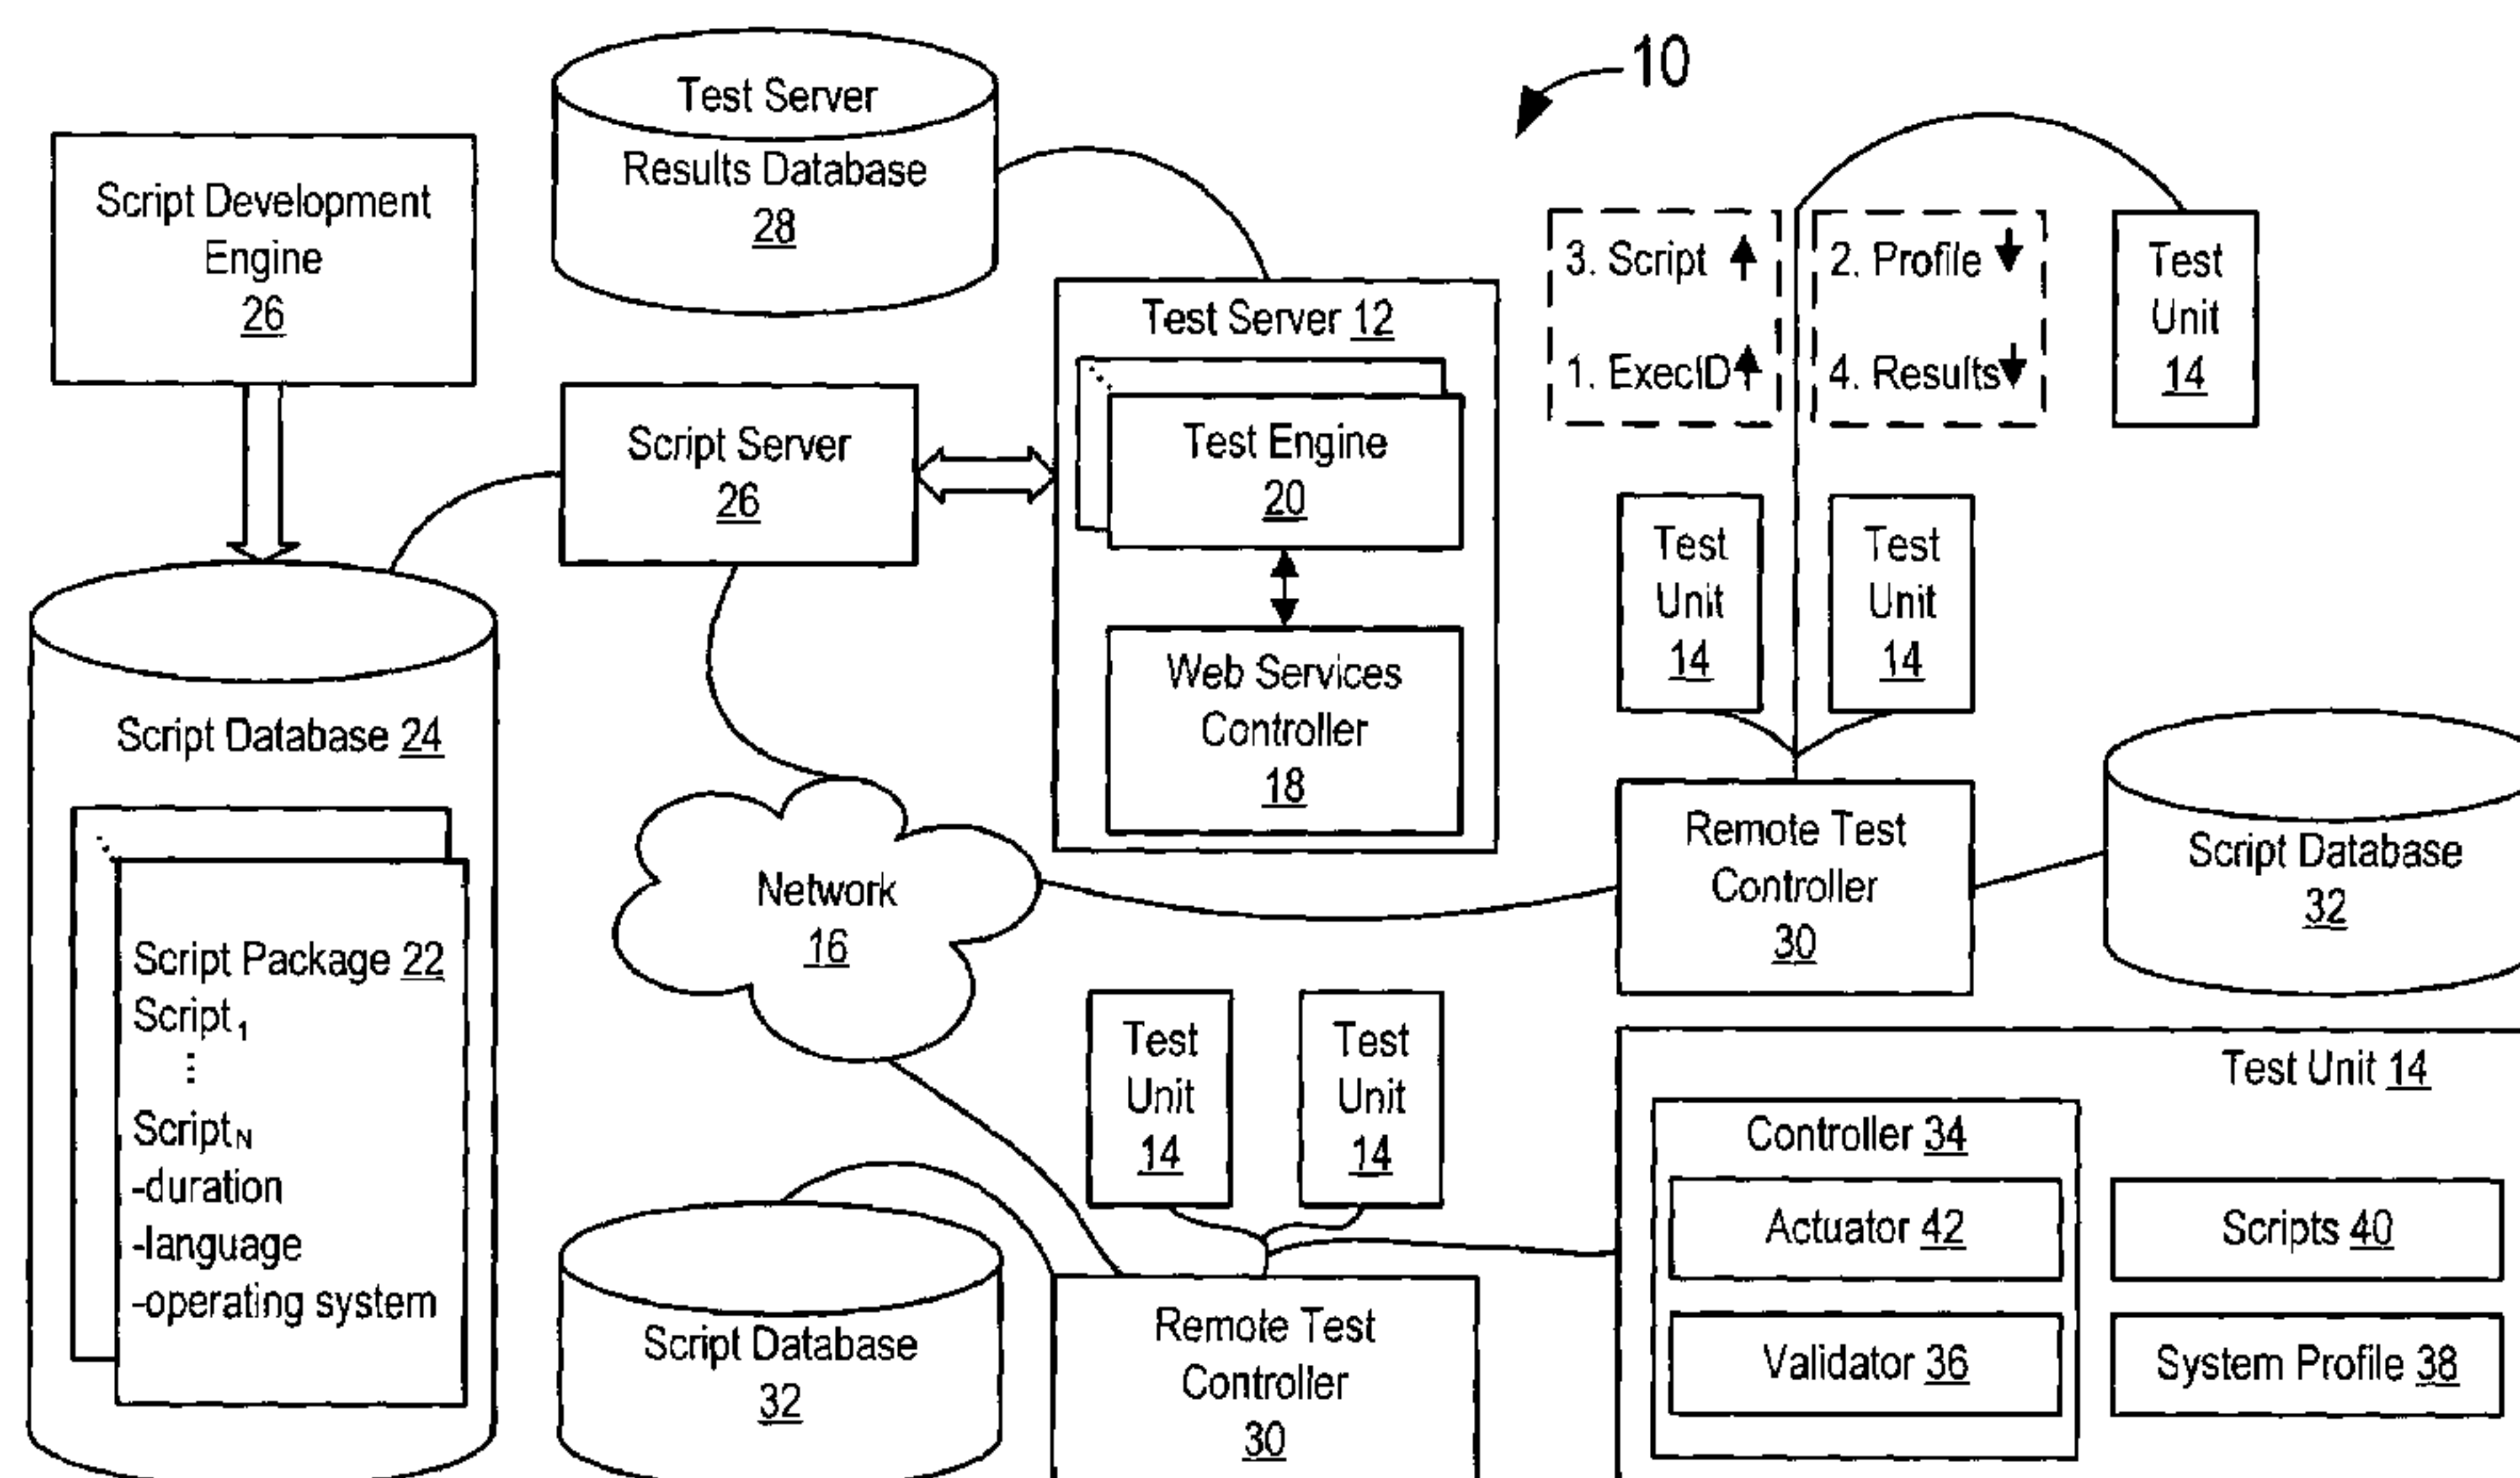 10
Test Server
Results Database
28
Script Development
Engine
26
3. Script
1. ExecID
2. Profile
4. Results
Test
Unit
14
Test Server 12
Test Engine
20
Web Services
Controller
18
Script Server
26
Test
Unit
14
Test
Unit
14
Script Database 24
Script Package 22
Script1
⋮
ScriptN
-duration
-language
-operating system
Network
16
Remote Test
Controller
30
Script Database
32
Test
Unit
14
Test
Unit
14
Test Unit 14
Controller 34
Actuator 42
Validator 36
Scripts 40
System Profile 38
Script Database
32
Remote Test
Controller
30